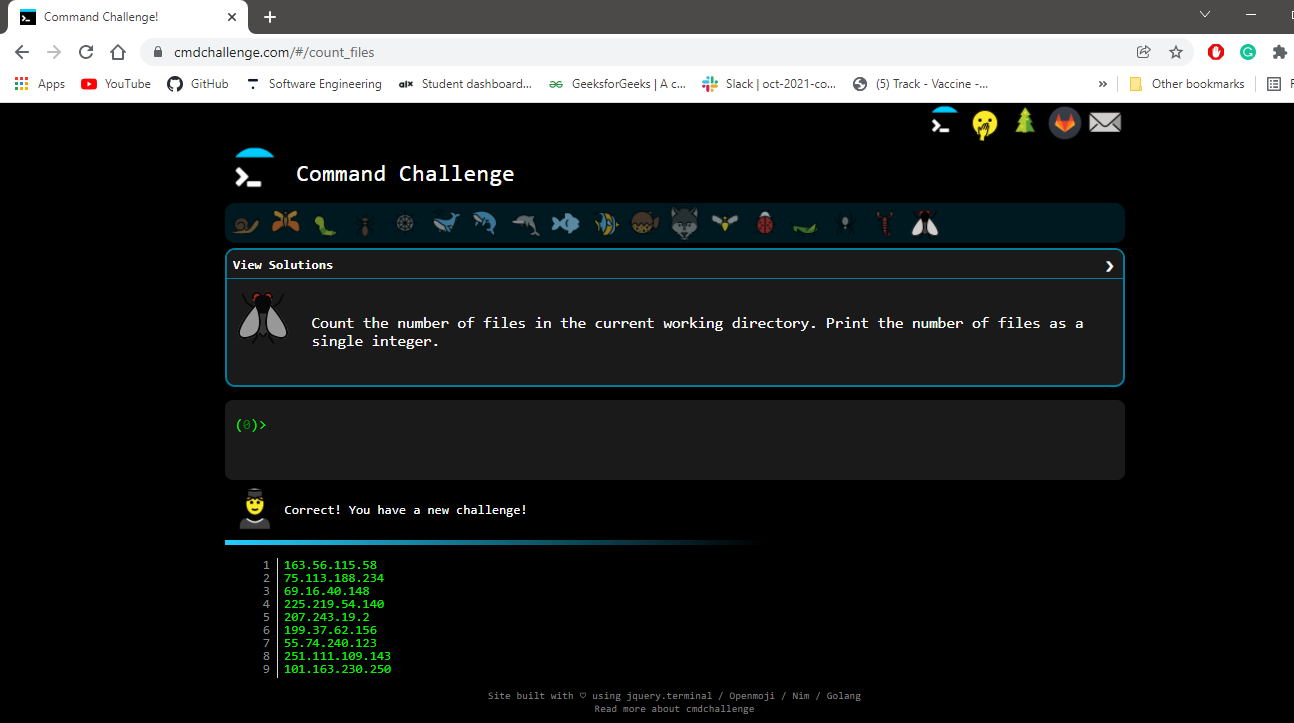 Command Challenge!
cmdchallenge.com/#/count_files
Apps YouTube GitHub Software Engineering alx Student dashboard... GeeksforGeeks | A c... Slack | oct-2021-co... (5) Track - Vaccine -... » Other bookmarks
Command Challenge
View Solutions
Count the number of files in the current working directory. Print the number of files as a
single integer.
(0)>
Correct! You have a new challenge!
1 163.56.115.58
2 75.113.188.234
3 69.16.40.148
4 225.219.54.140
5 207.243.19.2
6 199.37.62.156
7 55.74.240.123
8 251.111.109.143
9 101.163.230.250
Site built with ♡ using jquery.terminal / Openmoji / Nim / Golang
Read more about cmdchallenge